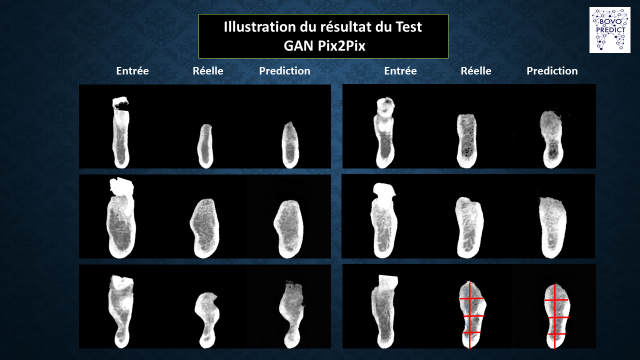 Illustration du résultat du Test
GAN Pix2Pix
BOVO
PREDICT
Entrée
Réelle
Prediction
Entrée
Réelle
Prediction